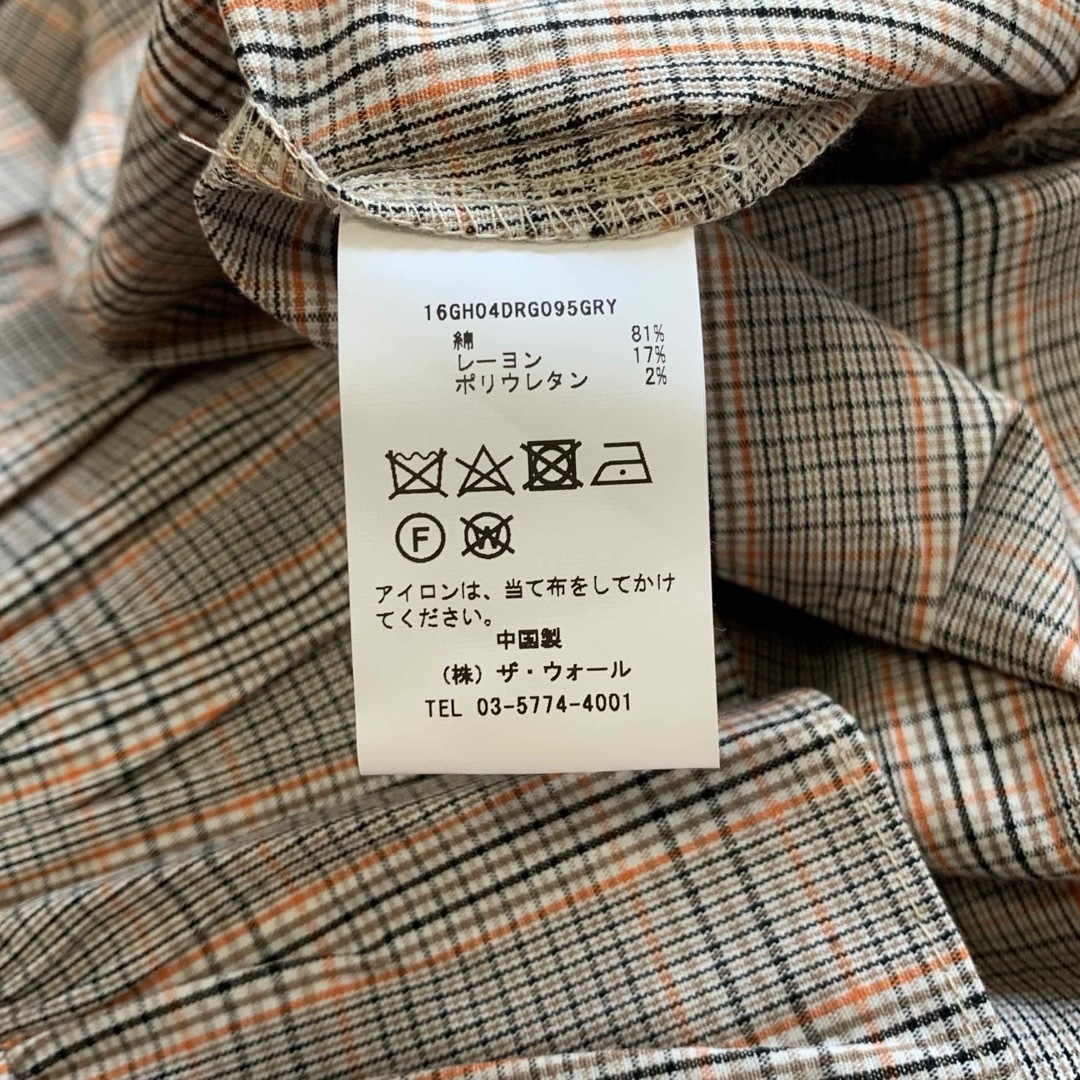 16GH04DRG095GRY
綿 81%
レーヨン 17%
ポリウレタン 2%
F W
アイロンは、当て布をしてかけ
てください。
中国製
(株)ザ・ウォール
TEL 03-5774-4001